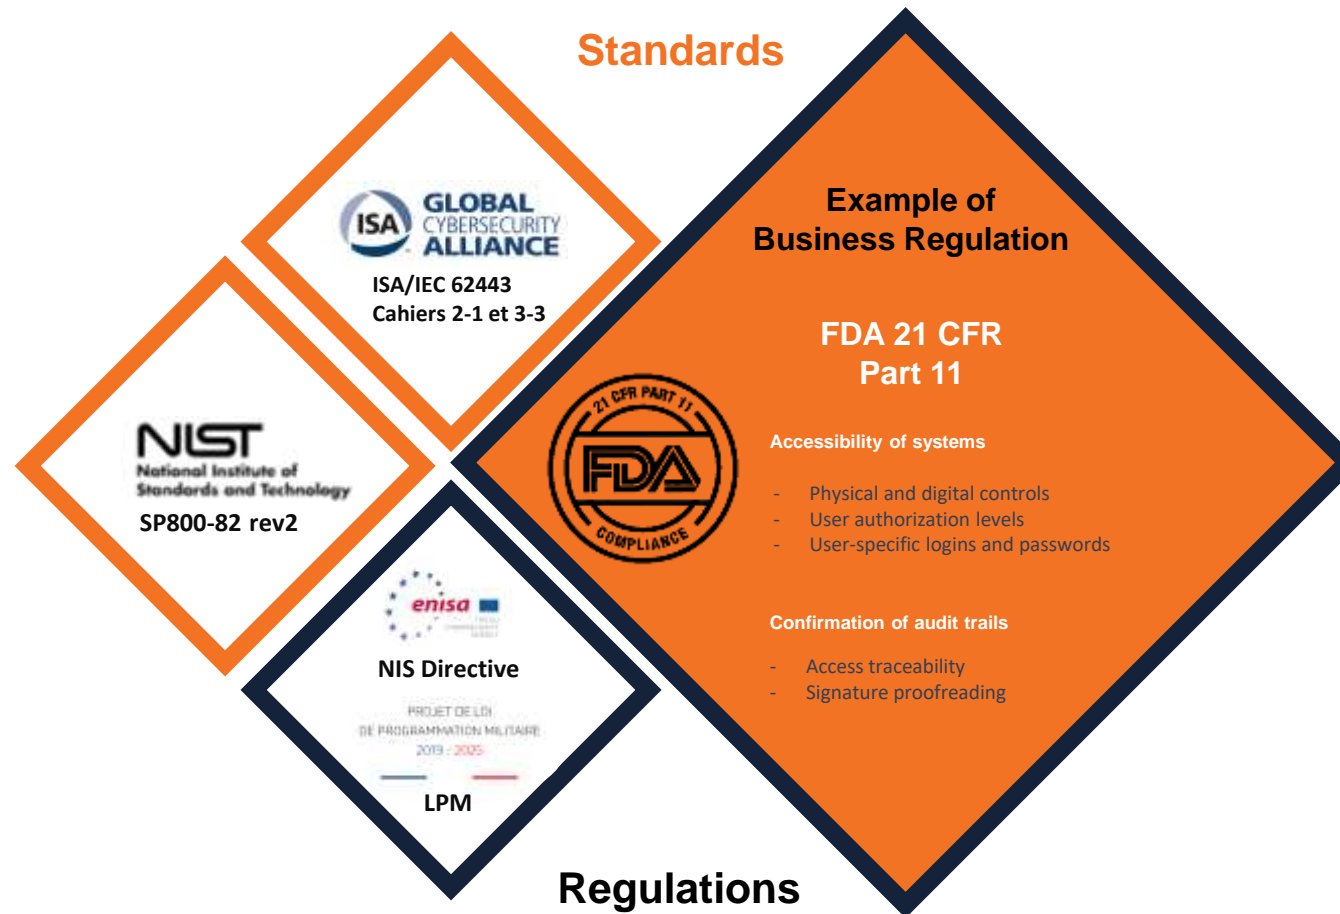 Standards
ISA
GLOBAL
CYBERSECURITY
ALLIANCE
ISA/IEC 62443
Cahiers 2-1 et 3-3
NIST
National Institute of
Standards and Technology
SP800-82 rev2
enisa
NIS Directive
PROJET DE LOI
DE PROGRAMMATION MILITAIRE
2019 - 2025
LPM
Regulations
Example of
Business Regulation
FDA 21 CFR
Part 11
21 CFR PART 11
FDA
COMPLIANCE
Accessibility of systems
- Physical and digital controls
- User authorization levels
- User-specific logins and passwords
Confirmation of audit trails
- Access traceability
- Signature proofreading